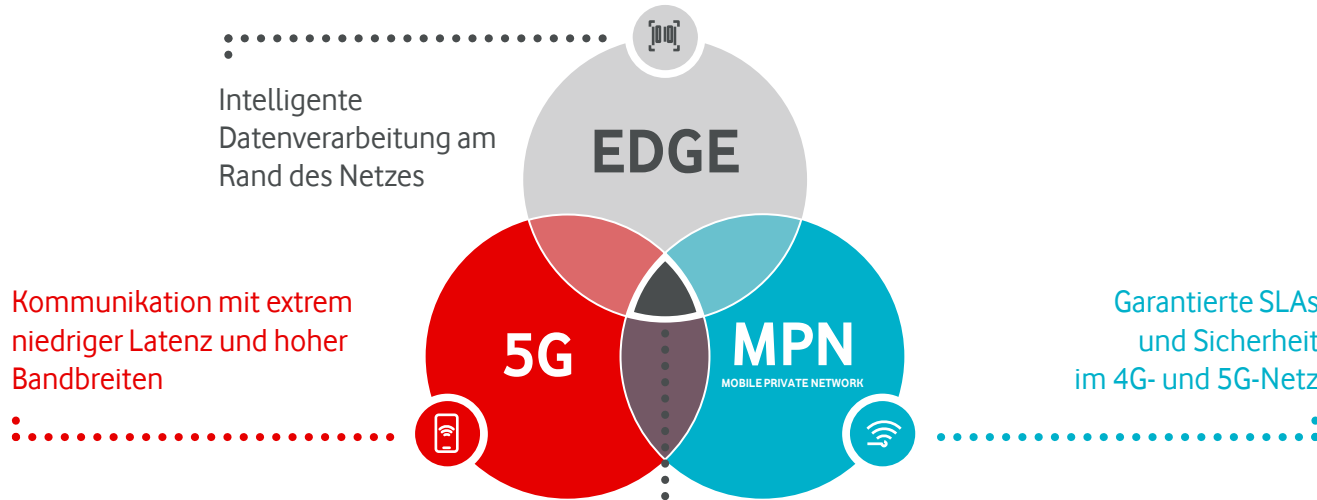 Intelligente
Datenverarbeitung am
Rand des Netzes
EDGE
Kommunikation mit extrem
niedriger Latenz und hoher
Bandbreiten
5G
MPN
MOBILE PRIVATE NETWORK
Garantierte SLAs
und Sicherheit
im 4G- und 5G-Netz